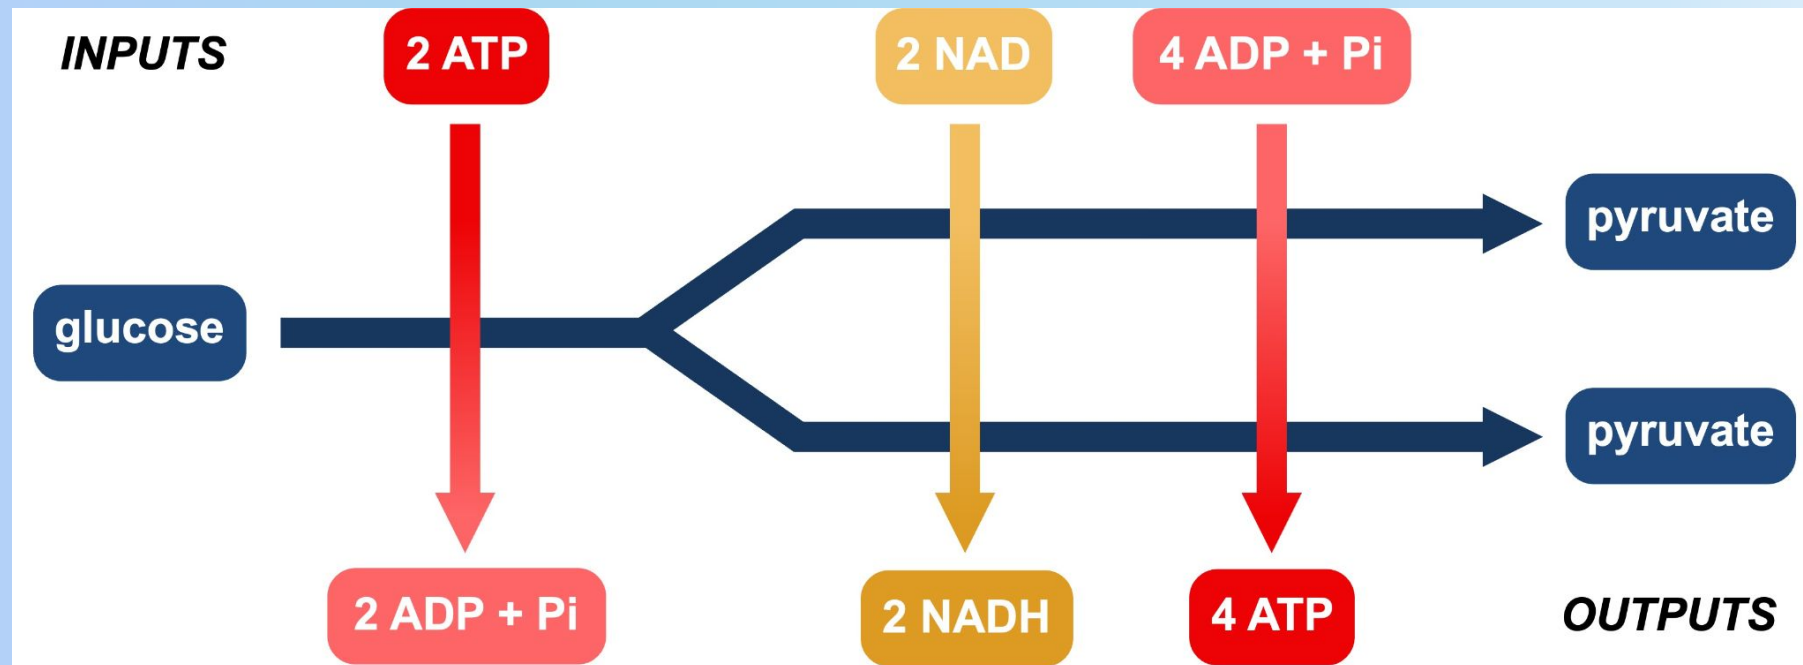 INPUTS
2 ATP
2 NAD
4 ADP + Pi
pyruvate
glucose
pyruvate
2 ADP + Pi
2 NADH
4 ATP
OUTPUTS